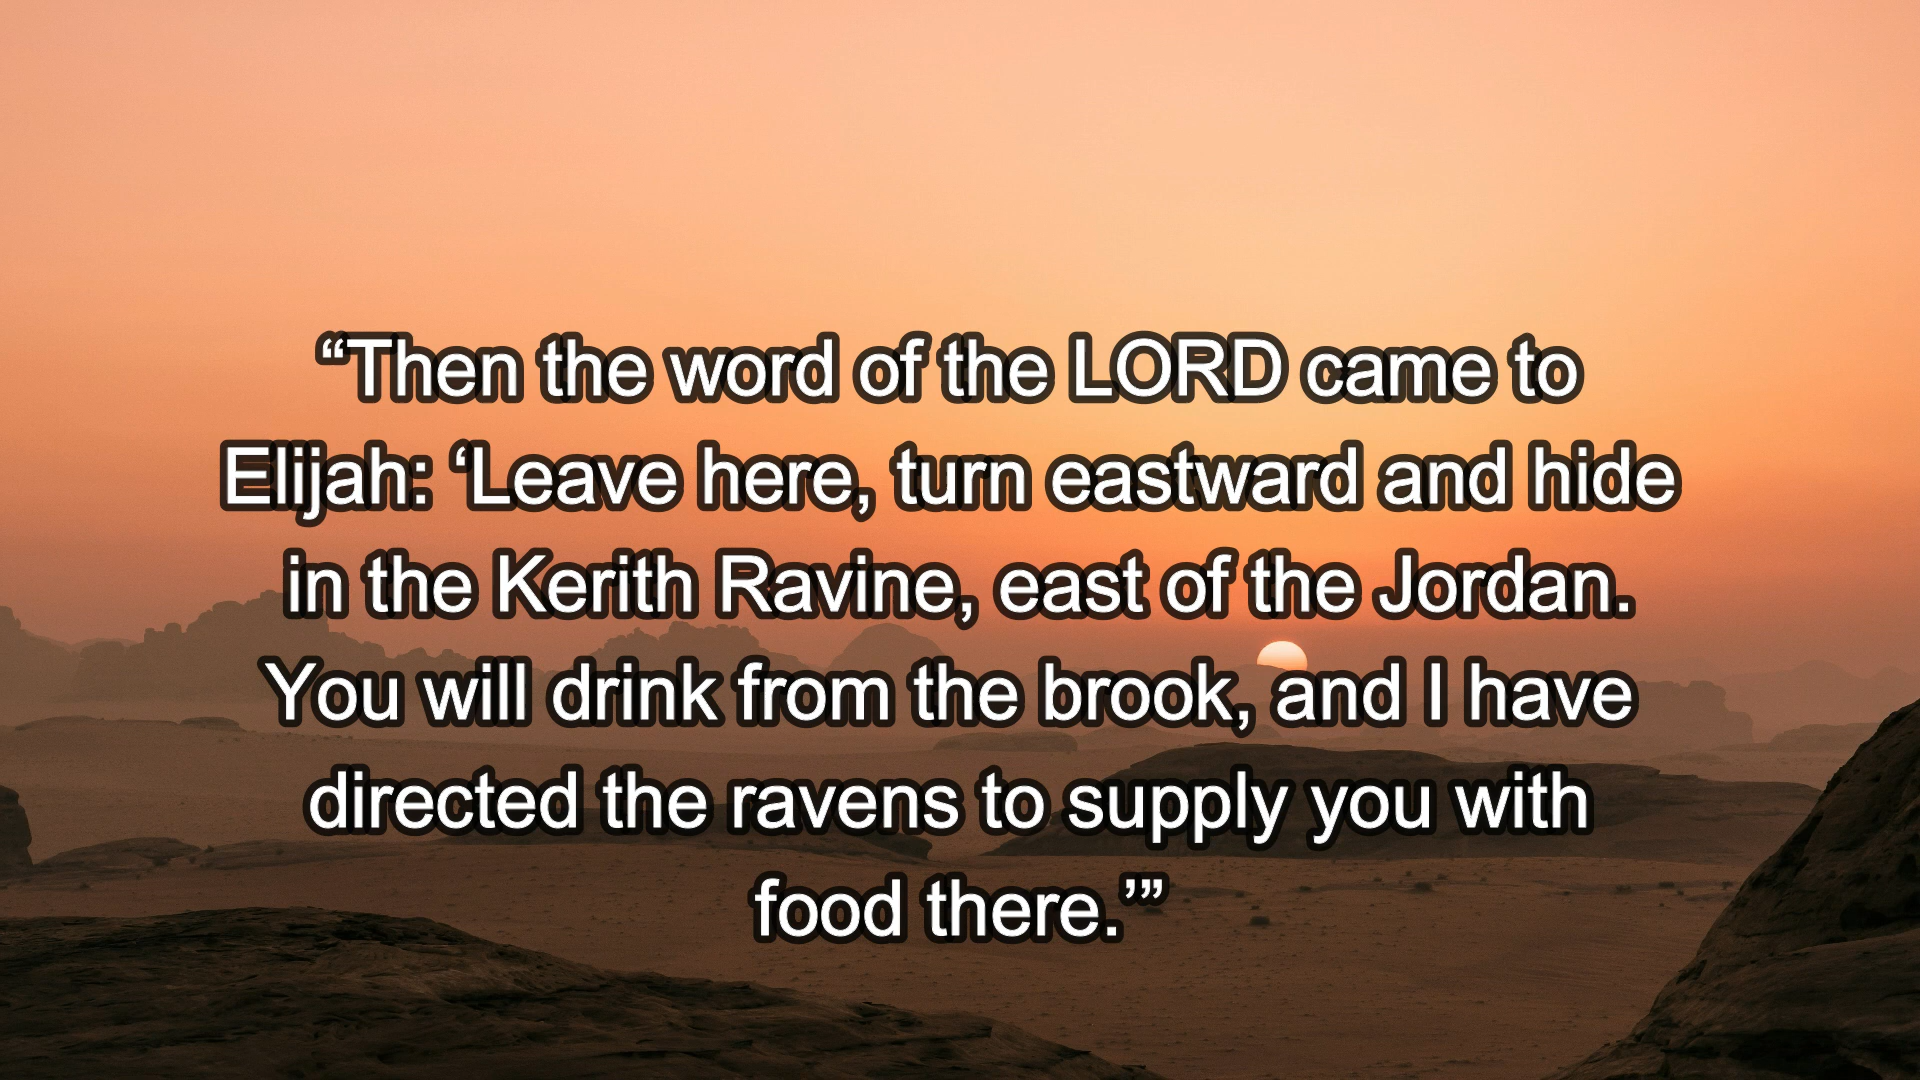 “Then the word of the LORD came to
Elijah: ‘Leave here, turn eastward and hide
in the Kerith Ravine, east of the Jordan.
You will drink from the brook, and I have
directed the ravens to supply you with
food there.’”